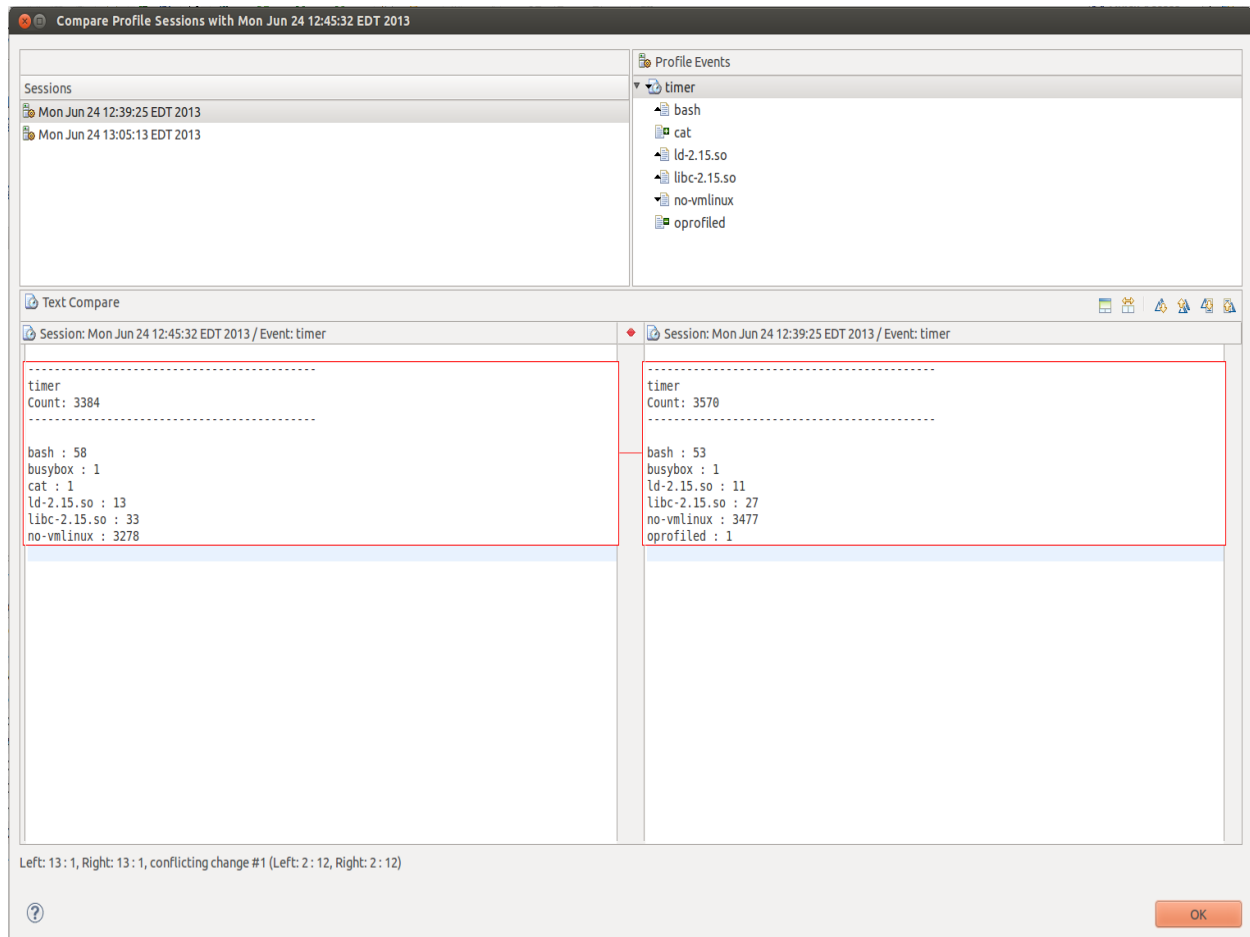 Compare Profile Sessions with Mon Jun 24 12:45:32 EDT 2013
Sessions
Mon Jun 24 12:39:25 EDT 2013
Mon Jun 24 13:05:13 EDT 2013
Profile Events
timer
bash
cat
ld-2.15.so
libc-2.15.so
no-vmlinux
oprofiled
Text Compare
Session: Mon Jun 24 12:45:32 EDT 2013 / Event: timer
--------------------------------------------
timer
Count: 3384
--------------------------------------------
bash : 58
busybox : 1
cat : 1
ld-2.15.so : 13
libc-2.15.so : 33
no-vmlinux : 3278
Session: Mon Jun 24 12:39:25 EDT 2013 / Event: timer
--------------------------------------------
timer
Count: 3570
--------------------------------------------
bash : 53
busybox : 1
ld-2.15.so : 11
libc-2.15.so : 27
no-vmlinux : 3477
oprofiled : 1
Left: 13 : 1, Right: 13 : 1, conflicting change #1 (Left: 2 : 12, Right: 2 : 12)
?
OK